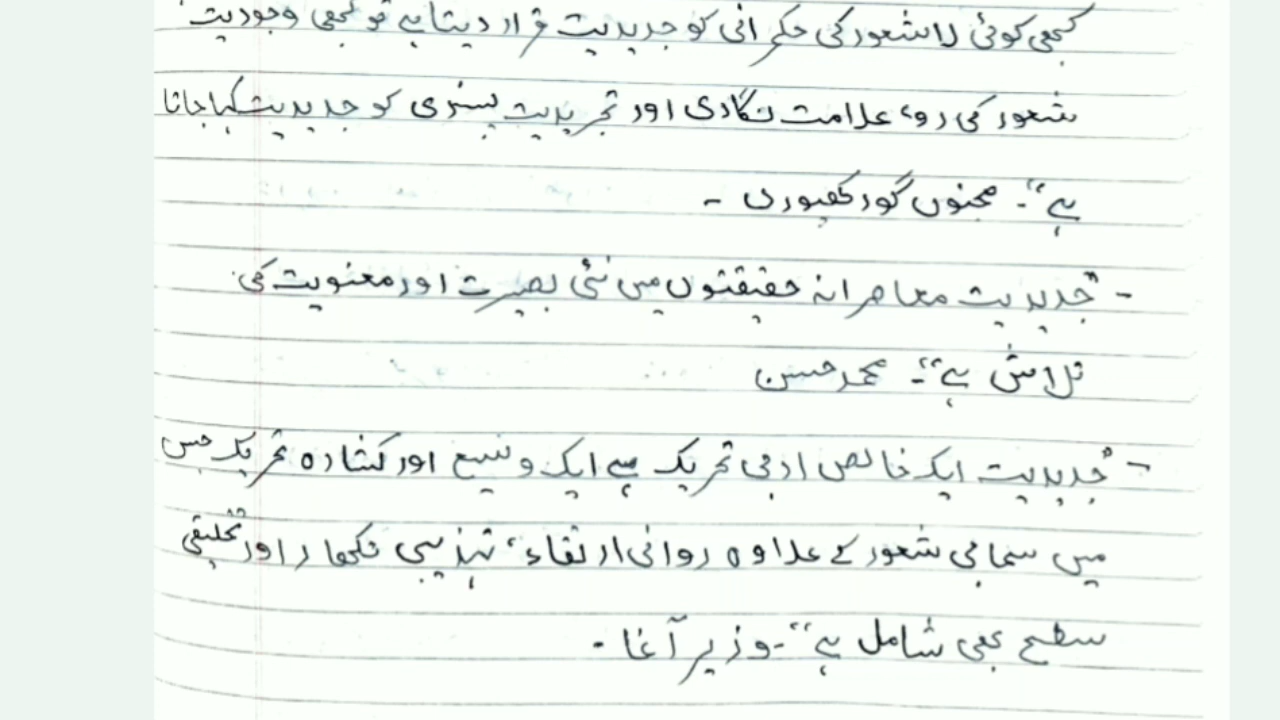 کبھی کوئی لاشعور کی حکمرانی کو جدیدیت قرار دیتا ہے تو کبھی وجودیت'
شعور کی رو، علامت نگاری اور تجریدیت پسندی کو جدیدیت کہا جاتا
ہے“۔ مجنوں گورکھپوری ۔
- ”جدیدیت معاصرانہ حقیقتوں میں نئی بصیرت اور معنویت کی
تلاش ہے“۔ محمد حسن
- ”جدیدیت ایک خالص ادبی تحریک ہے ایک وسیع اور کشادہ تحریک جس
میں سماجی شعور کے علاوہ روانی ارتقاء، تہذیبی نکھار اور تخلیقی
سطح بھی شامل ہے“۔ وزیر آغا ۔